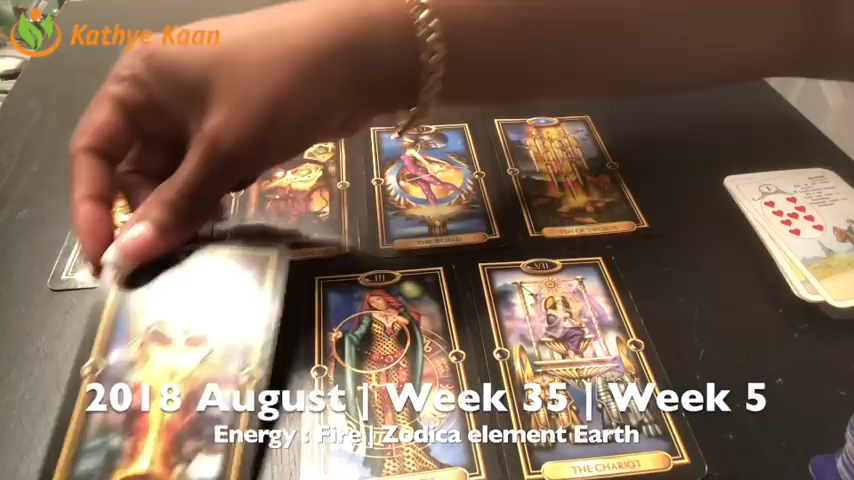 Kathye Kaan
THE WORLD
TEN OF SWORDS
III
VII
THE CHARIOT
2018 August | Week 35 | Week 5
Energy : Fire | Zodica element Earth